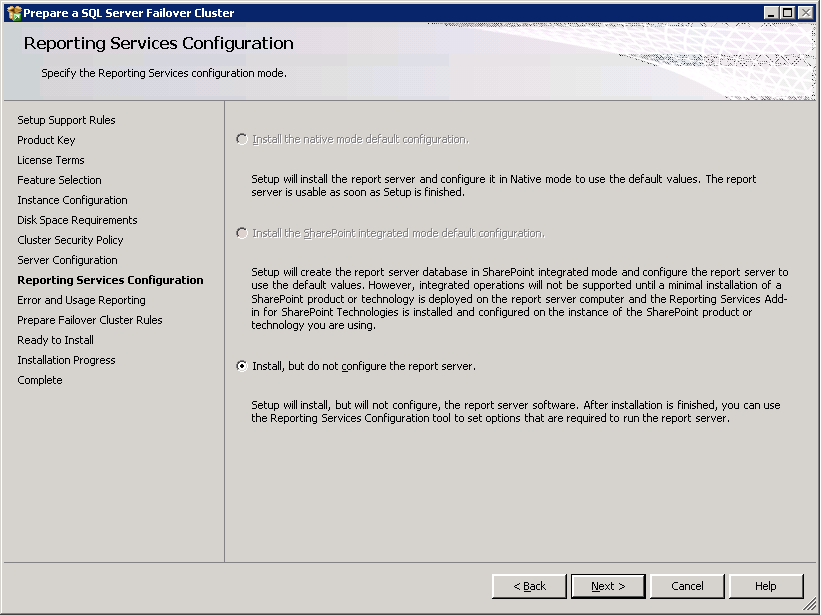 Prepare a SQL Server Failover Cluster
Reporting Services Configuration
Specify the Reporting Services configuration mode.
Setup Support Rules
Product Key
License Terms
Feature Selection
Instance Configuration
Disk Space Requirements
Cluster Security Policy
Server Configuration
Reporting Services Configuration
Error and Usage Reporting
Prepare Failover Cluster Rules
Ready to Install
Installation Progress
Complete
Install the native mode default configuration.
Setup will install the report server and configure it in Native mode to use the default values. The report
server is usable as soon as Setup is finished.
Install the SharePoint integrated mode default configuration.
Setup will create the report server database in SharePoint integrated mode and configure the report server to
use the default values. However, integrated operations will not be supported until a minimal installation of a
SharePoint product or technology is deployed on the report server computer and the Reporting Services Add-
in for SharePoint Technologies is installed and configured on the instance of the SharePoint product or
technology you are using.
Install, but do not configure the report server.
Setup will install, but will not configure, the report server software. After installation is finished, you can use
the Reporting Services Configuration tool to set options that are required to run the report server.
< Back
Next >
Cancel
Help